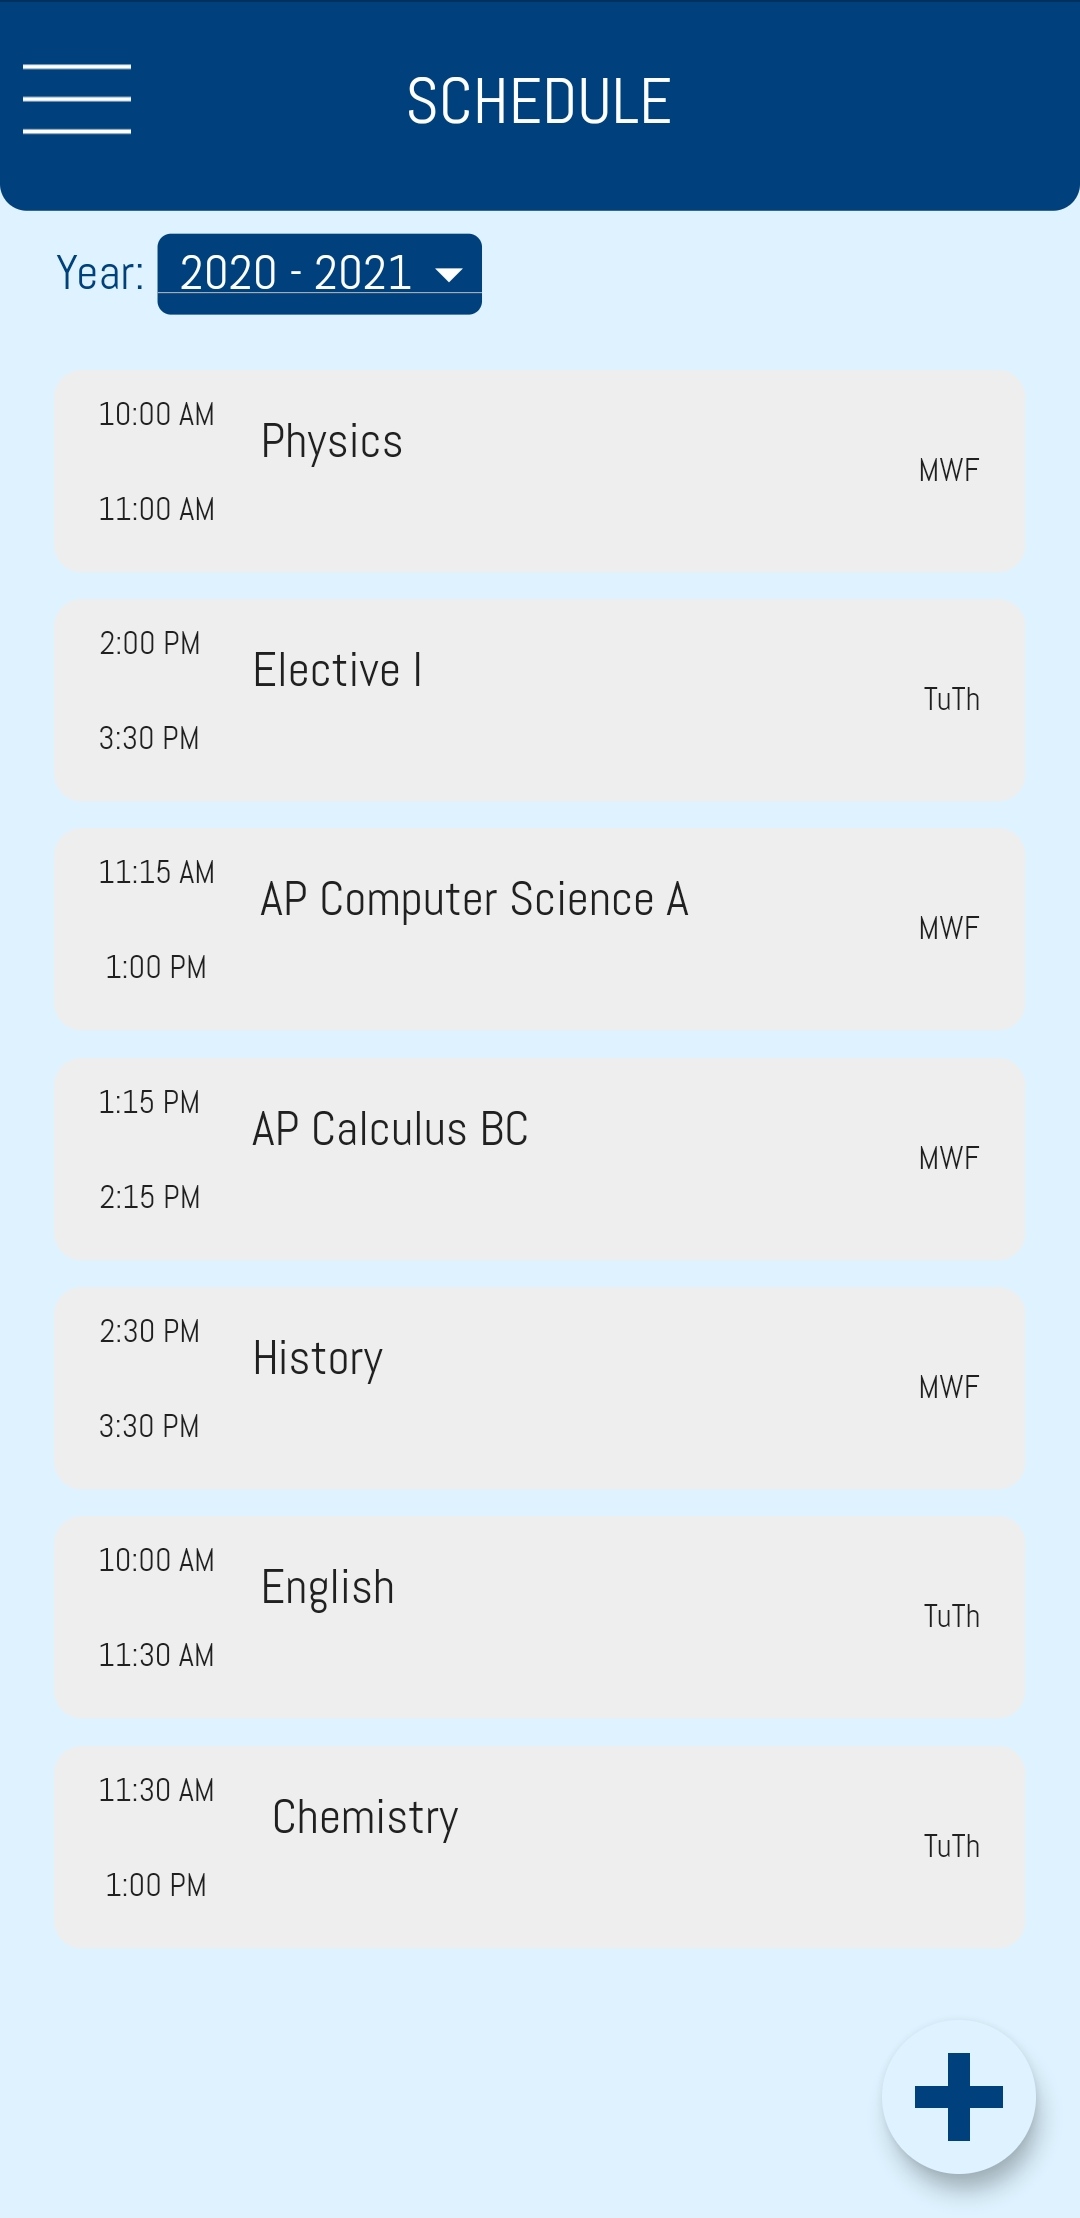 SCHEDULE
Year: 2020 - 2021
10:00 AM
Physics
MWF
11:00 AM
2:00 PM
Elective I
TuTh
3:30 PM
11:15 AM
AP Computer Science A
MWF
1:00 PM
1:15 PM
AP Calculus BC
MWF
2:15 PM
2:30 PM
History
MWF
3:30 PM
10:00 AM
English
TuTh
11:30 AM
11:30 AM
Chemistry
TuTh
1:00 PM